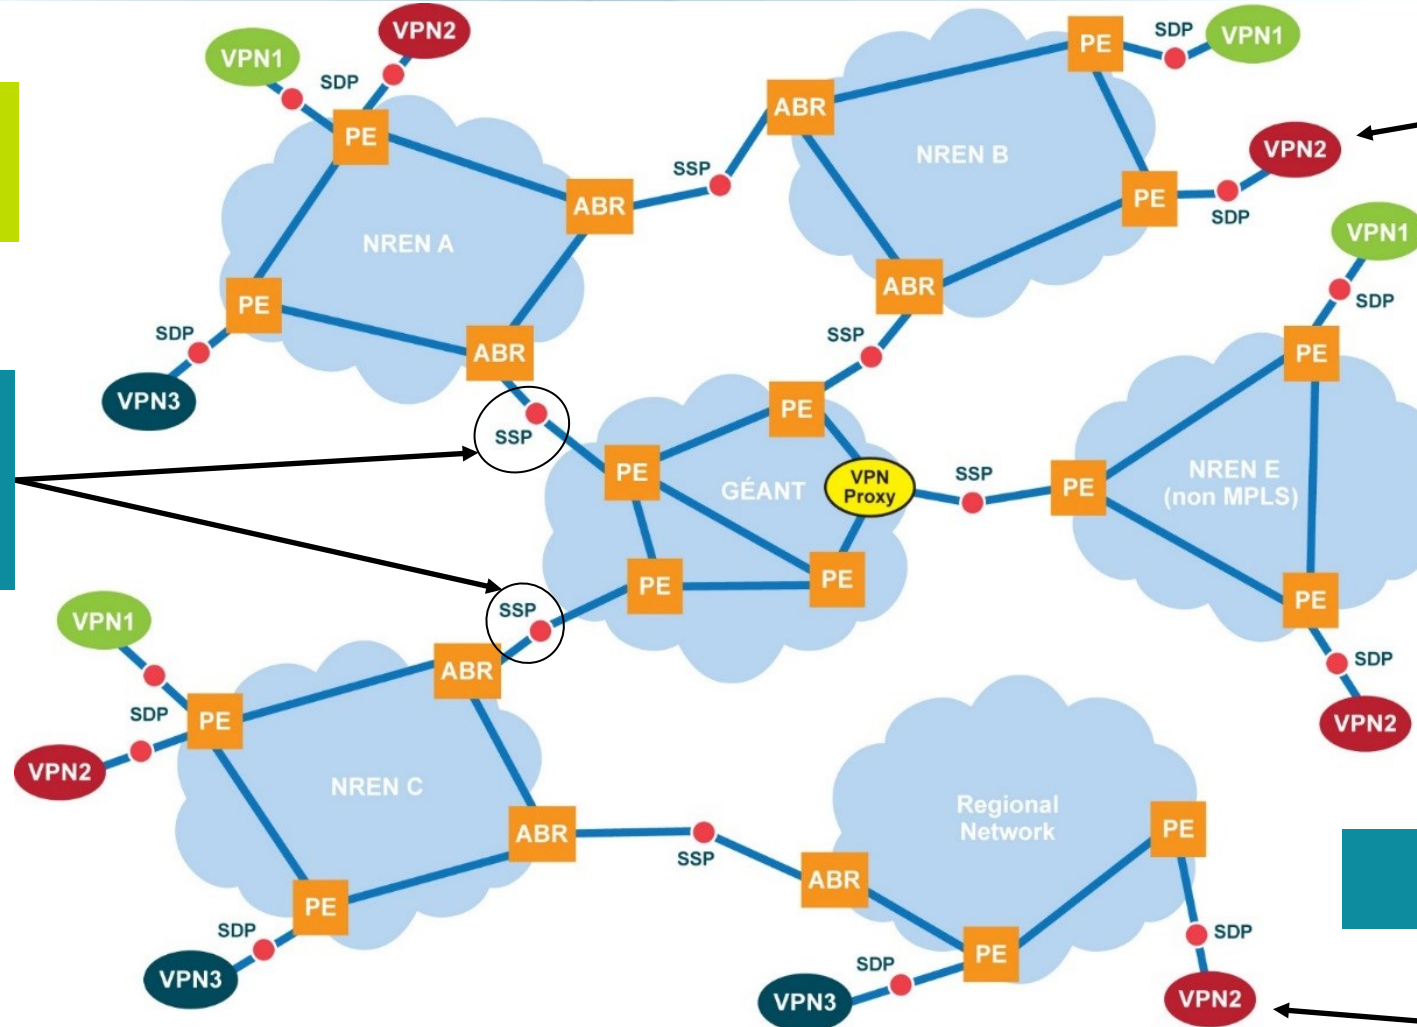 VPN1
VPN2
SDP
PE
ABR
NREN A
PE
ABR
SDP
VPN3
SSP
SSP
ABR
PE
SDP
VPN1
NREN B
VPN2
PE
SDP
ABR
SSP
VPN1
SDP
PE
NREN E
(non MPLS)
PE
SSP
PE
SDP
VPN2
PE
PE
GÉANT
VPN
Proxy
PE
PE
SSP
VPN1
SDP
VPN2
PE
ABR
NREN C
ABR
PE
SDP
VPN3
SSP
Regional
Network
ABR
PE
PE
SDP
VPN3
SDP
VPN2